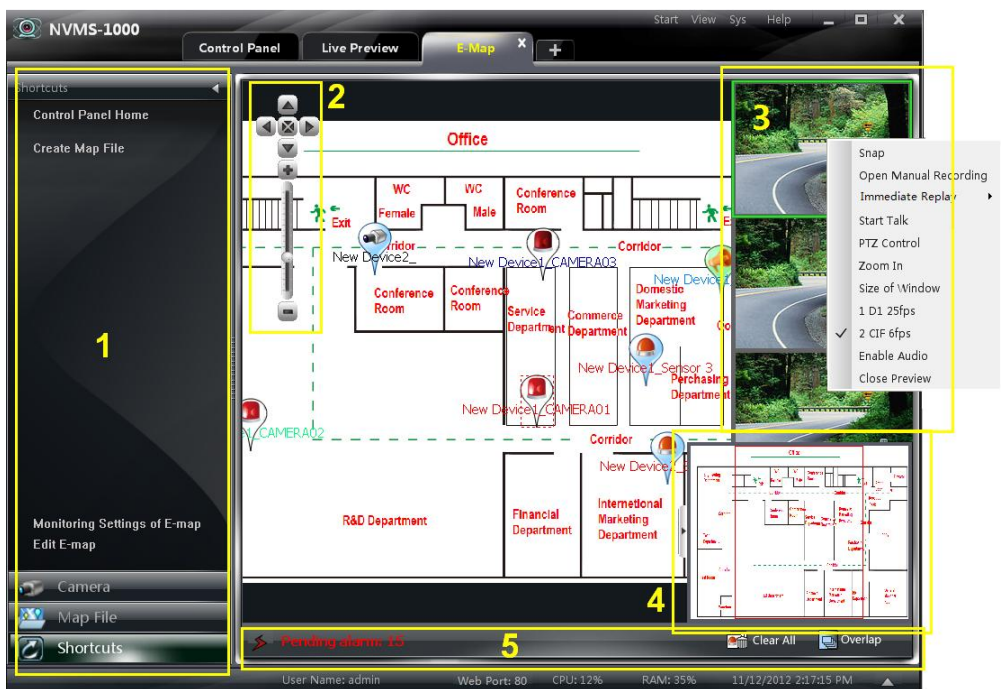 NVMS-1000
Start View Sys Help
Control Panel
Live Preview
E-Map
X
Shortcuts
Control Panel Home
Create Map File
1
Monitoring Settings of E-map
Edit E-map
Camera
Map File
Shortcuts
2
Office
WC
Female
WC
Male
Conference
Room
Exit
Corridor
New Device2_
New Device1_CAMERA03
Corridor
New Device1
Conference
Room
Conference
Room
Service
Department
Commerce
Department
Domestic
Marketing
Department
New Device1_Sensor 3
Perchasing
Department
New Device1_CAMERA01
1_CAMERA02
Corridor
New Device
R&D Department
Financial
Department
Internetional
Marketing
Department
3
Snap
Open Manual Recording
Immediate Replay
Start Talk
PTZ Control
Zoom In
Size of Window
1 D1 25fps
2 CIF 6fps
Enable Audio
Close Preview
4
Office
Pending alarm: 15
5
Clear All
Overlap
User Name: admin
Web Port: 80
CPU: 12%
RAM: 35%
11/12/2012 2:17:15 PM